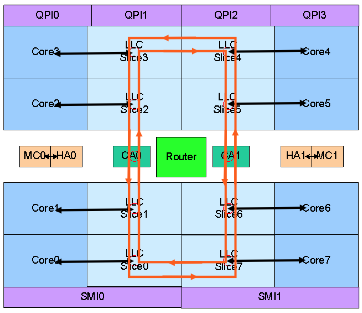 QPI0 QPI1 QPI2 QPI3
Core3 LLC Slice3 LLC Slice4 Core4
Core2 LLC Slice2 LLC Slice5 Core5
MC0 HA0 CA0 Router CA1 HA1 MC1
Core1 LLC Slice1 LLC Slice6 Core6
Core0 LLC Slice0 LLC Slice7 Core7
SMI0 SMI1